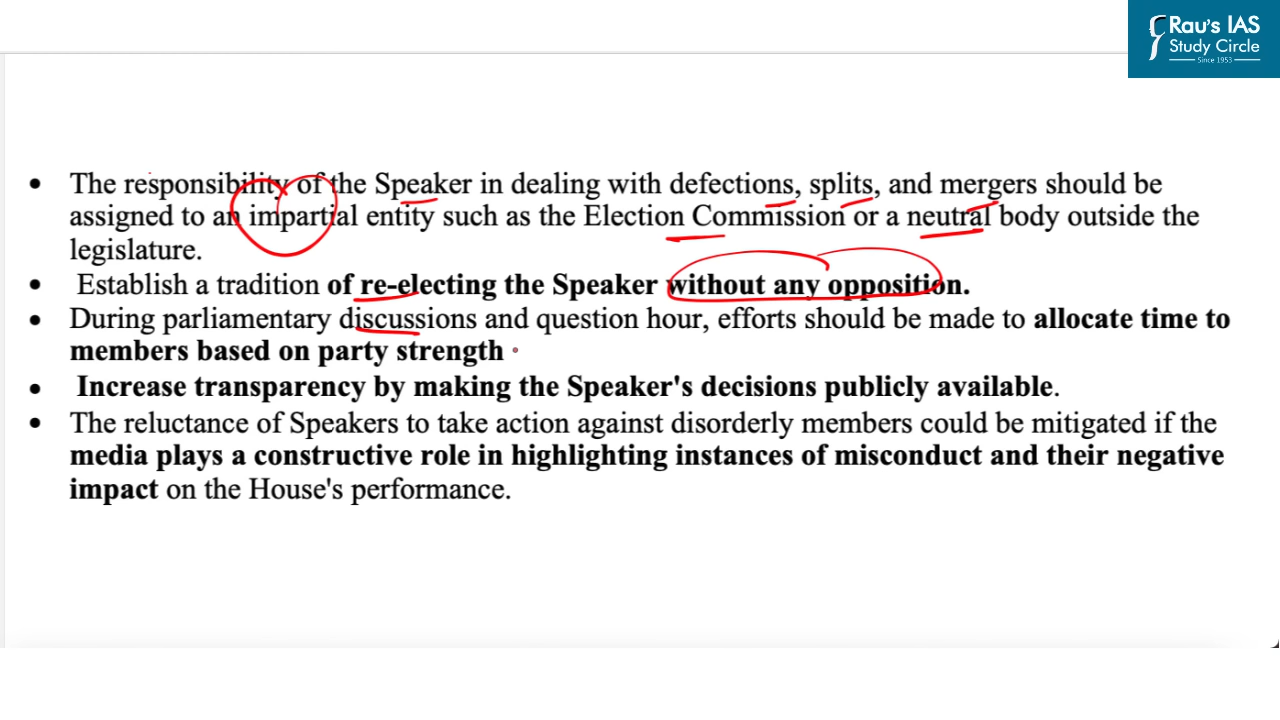 Rau's IAS
Study Circle
Since 1953
• The responsibility of the Speaker in dealing with defections, splits, and mergers should be
assigned to an impartial entity such as the Election Commission or a neutral body outside the
legislature.
• Establish a tradition of re-electing the Speaker without any opposition.
• During parliamentary discussions and question hour, efforts should be made to allocate time to
members based on party strength
• Increase transparency by making the Speaker's decisions publicly available.
• The reluctance of Speakers to take action against disorderly members could be mitigated if the
media plays a constructive role in highlighting instances of misconduct and their negative
impact on the House's performance.